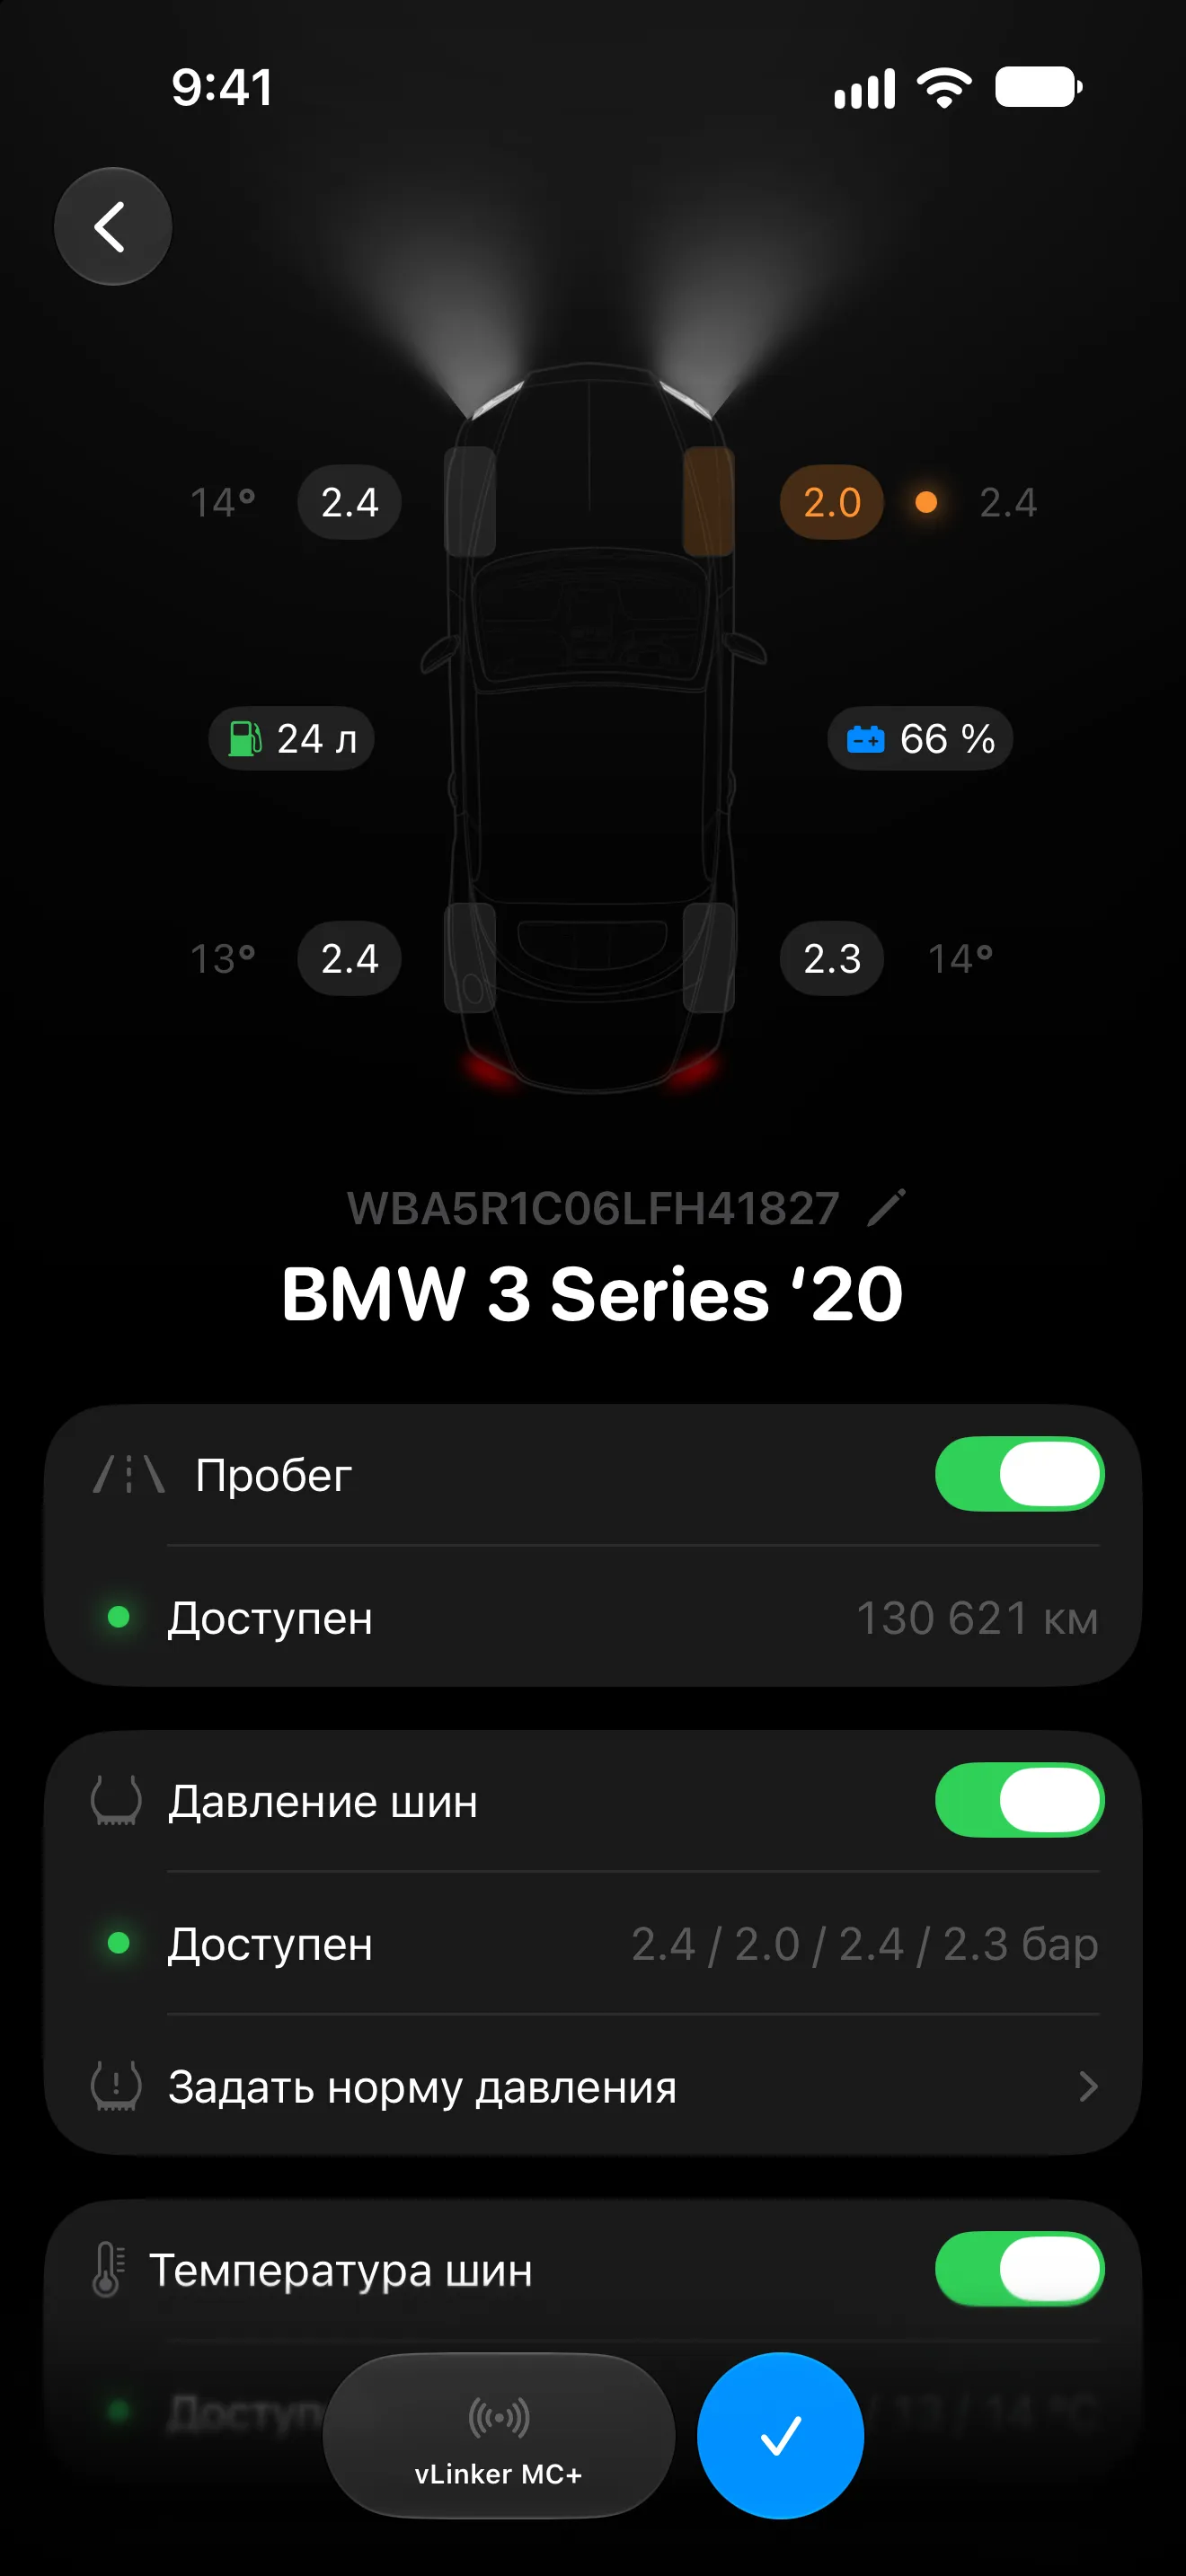 9:41
14° 2.4 2.0 2.4
24 л 66 %
13° 2.4 2.3 14°
WBA5R1C06LFH41827
BMW 3 Series ‘20
Пробег
Доступен 130 621 км
Давление шин
Доступен 2.4 / 2.0 / 2.4 / 2.3 бар
Задать норму давления
Температура шин
/ 13 / 14 °C
vLinker MC+